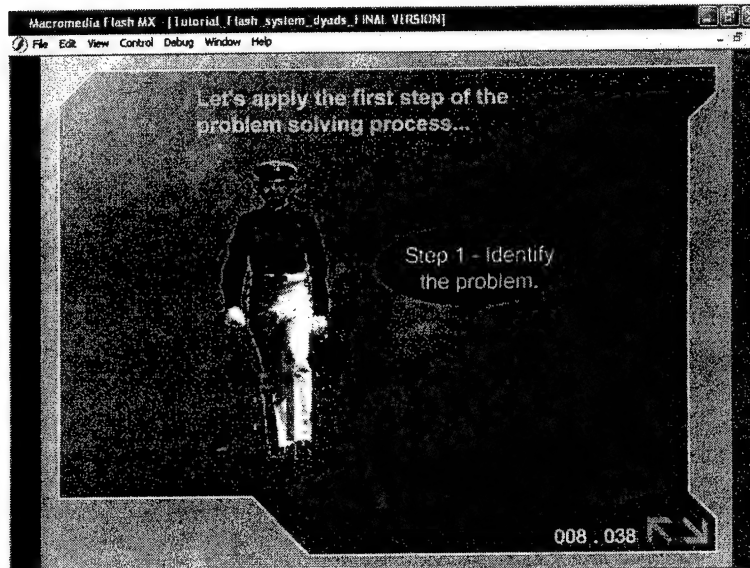 Macromedia Flash MX - [Tutorial_Flash_system_dyads_FINAL VERSION]
File Edit View Control Debug Window Help
Let's apply the first step of the
problem solving process...
Step 1 - Identify
the problem.
008 . 038